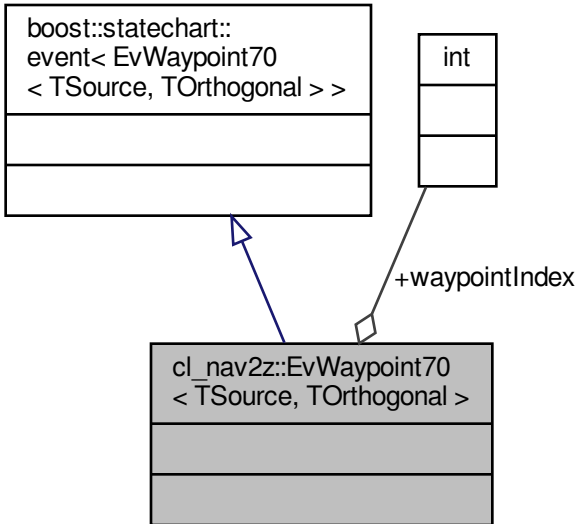 boost::statechart::
event< EvWaypoint70
< TSource, TOrthogonal > >
int
+waypointIndex
cl_nav2z::EvWaypoint70
< TSource, TOrthogonal >